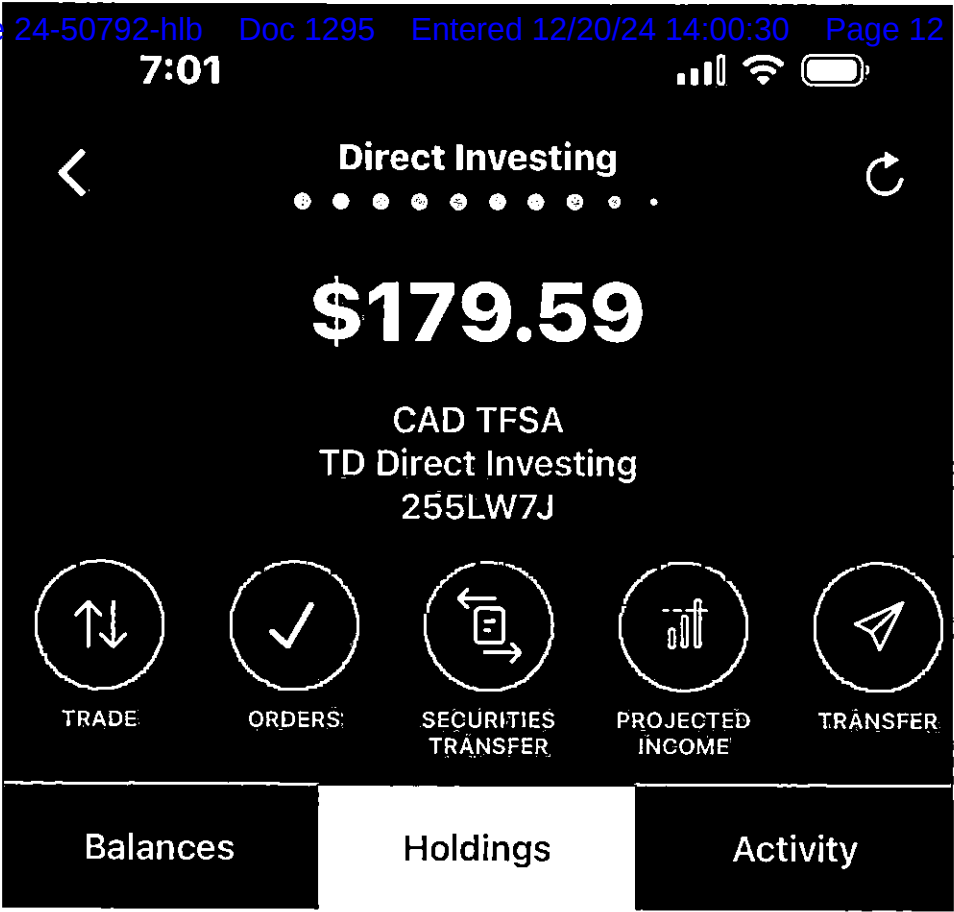 24-50792-hlb Doc 1295 Entered 12/20/24 14:00:30 Page 12
7:01
Direct Investing
$179.59
CAD TFSA
TD Direct Investing
255LW7J
TRADE
ORDERS
SECURITIES
TRANSFER
PROJECTED
INCOME
TRANSFER
Balances
Holdings
Activity